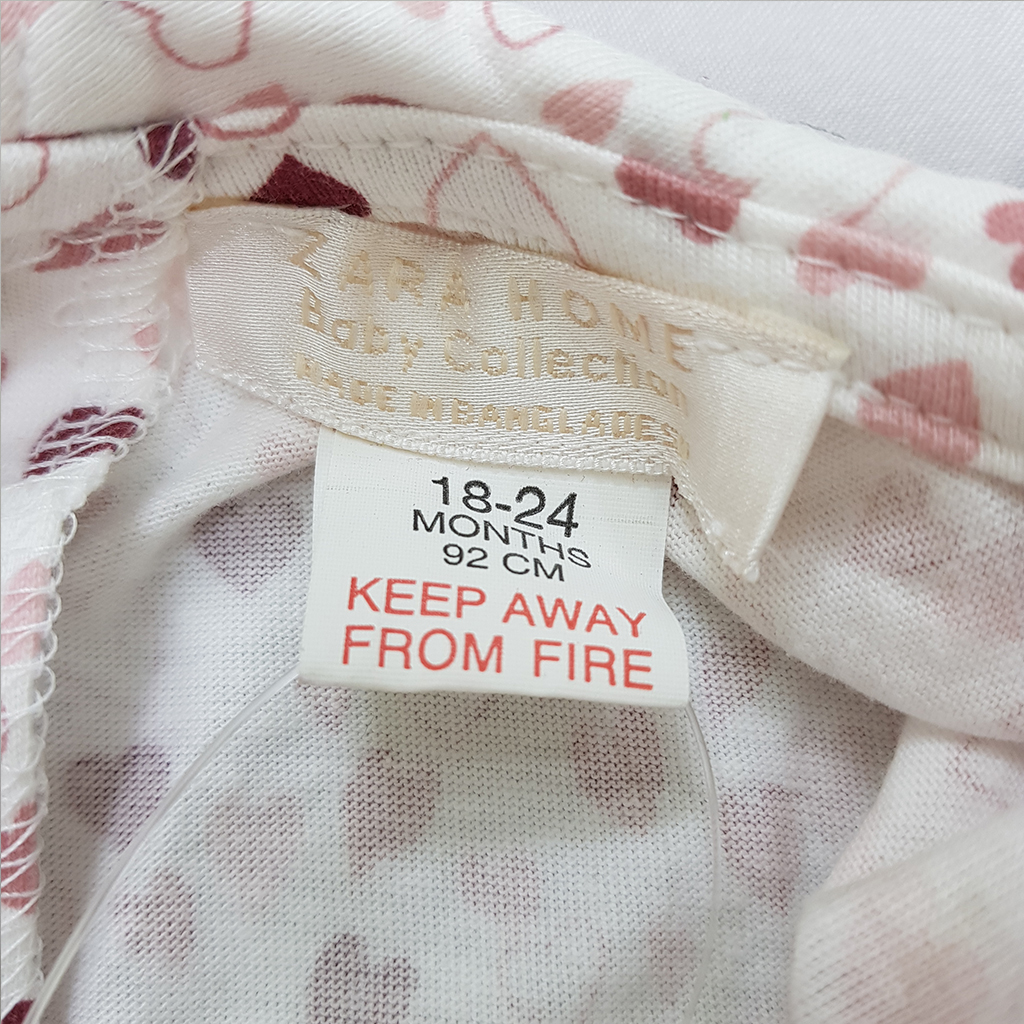 ZARA HOME
Baby Collection
MADE IN BANGLADESH
18-24
MONTHS
92 CM
KEEP AWAY
FROM FIRE